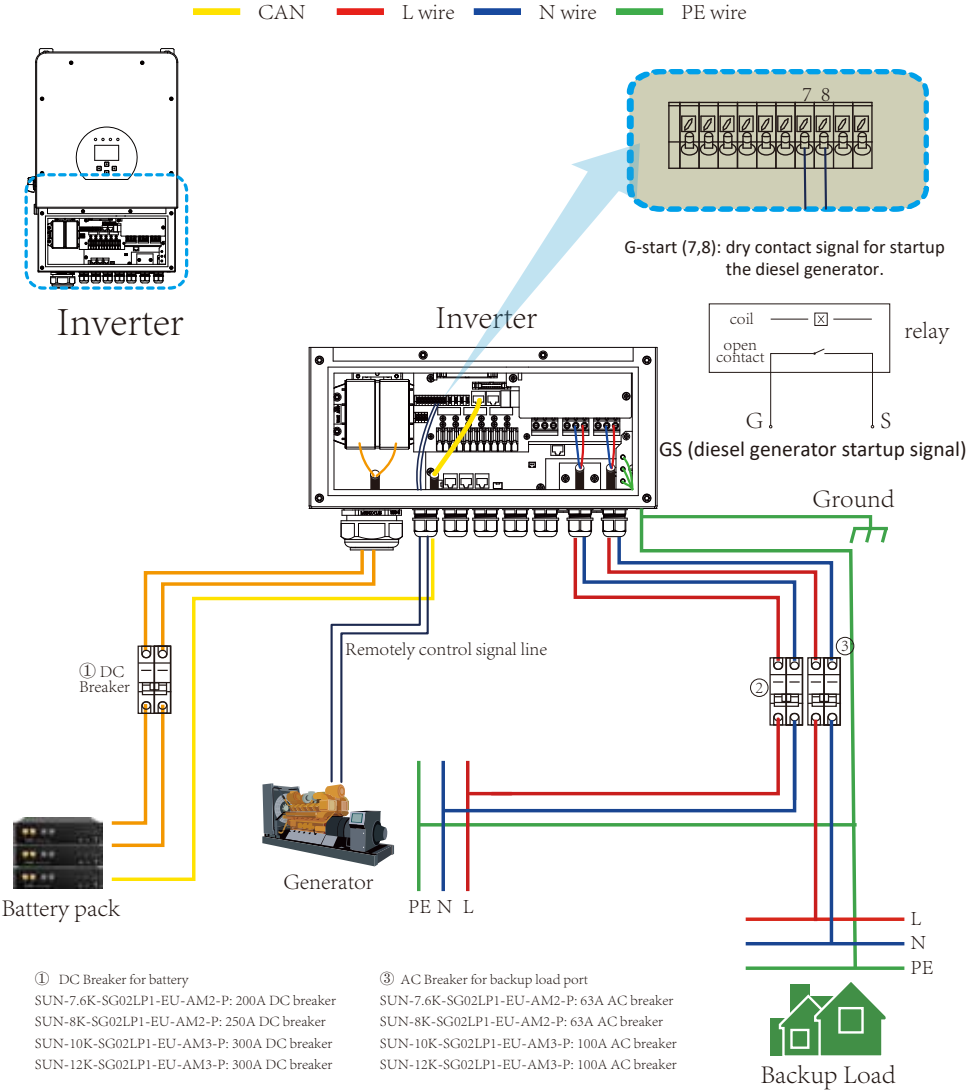 CAN L wire N wire PE wire
7 8
G-start (7,8): dry contact signal for startup
the diesel generator.
Inverter
Inverter
coil
relay
open
contact
G S
GS (diesel generator startup signal)
Ground
Remotely control signal line
① DC
Breaker
②
③
Generator
Battery pack
PE N L
L
N
PE
① DC Breaker for battery
SUN-7.6K-SG02LP1-EU-AM2-P: 200A DC breaker
SUN-8K-SG02LP1-EU-AM2-P: 250A DC breaker
SUN-10K-SG02LP1-EU-AM3-P: 300A DC breaker
SUN-12K-SG02LP1-EU-AM3-P: 300A DC breaker
③ AC Breaker for backup load port
SUN-7.6K-SG02LP1-EU-AM2-P: 63A AC breaker
SUN-8K-SG02LP1-EU-AM2-P: 63A AC breaker
SUN-10K-SG02LP1-EU-AM3-P: 100A AC breaker
SUN-12K-SG02LP1-EU-AM3-P: 100A AC breaker
Backup Load